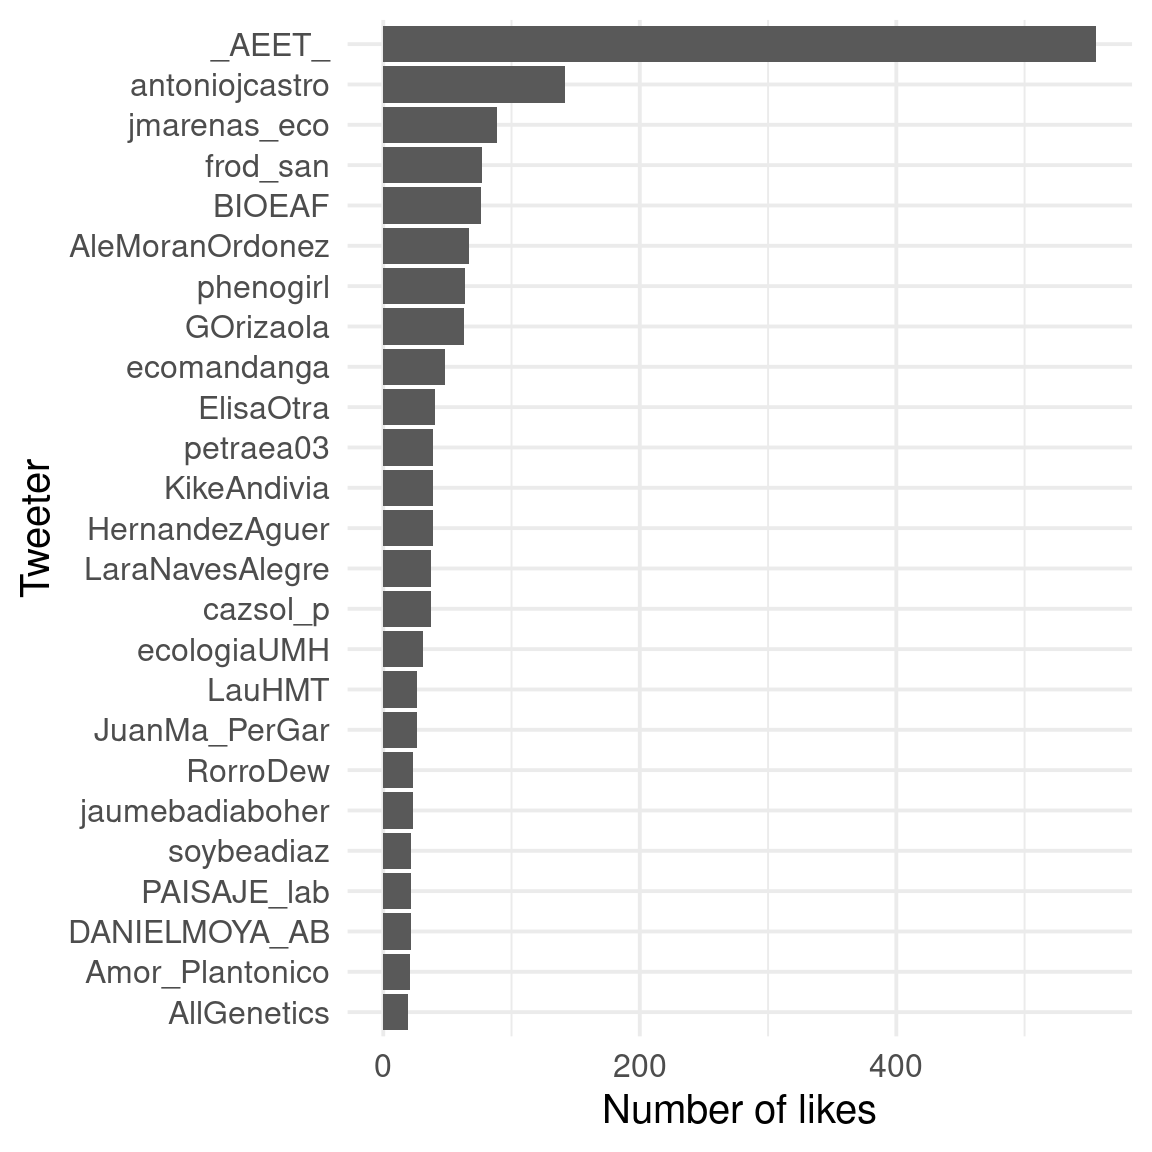 _AEET_
antoniojcastro
jmarenas_eco
frod_san
BIOEAF
AleMoranOrdonez
phenogirl
GOrizaola
ecomandanga
ElisaOtra
petraea03
KikeAndivia
HernandezAguer
LaraNavesAlegre
cazsol_p
ecologiaUMH
LauHMT
JuanMa_PerGar
RorroDew
jaumebadiaboher
soybeadiaz
PAISAJE_lab
DANIELMOYA_AB
Amor_Plantonico
AllGenetics
Tweeter
0 200 400
Number of likes